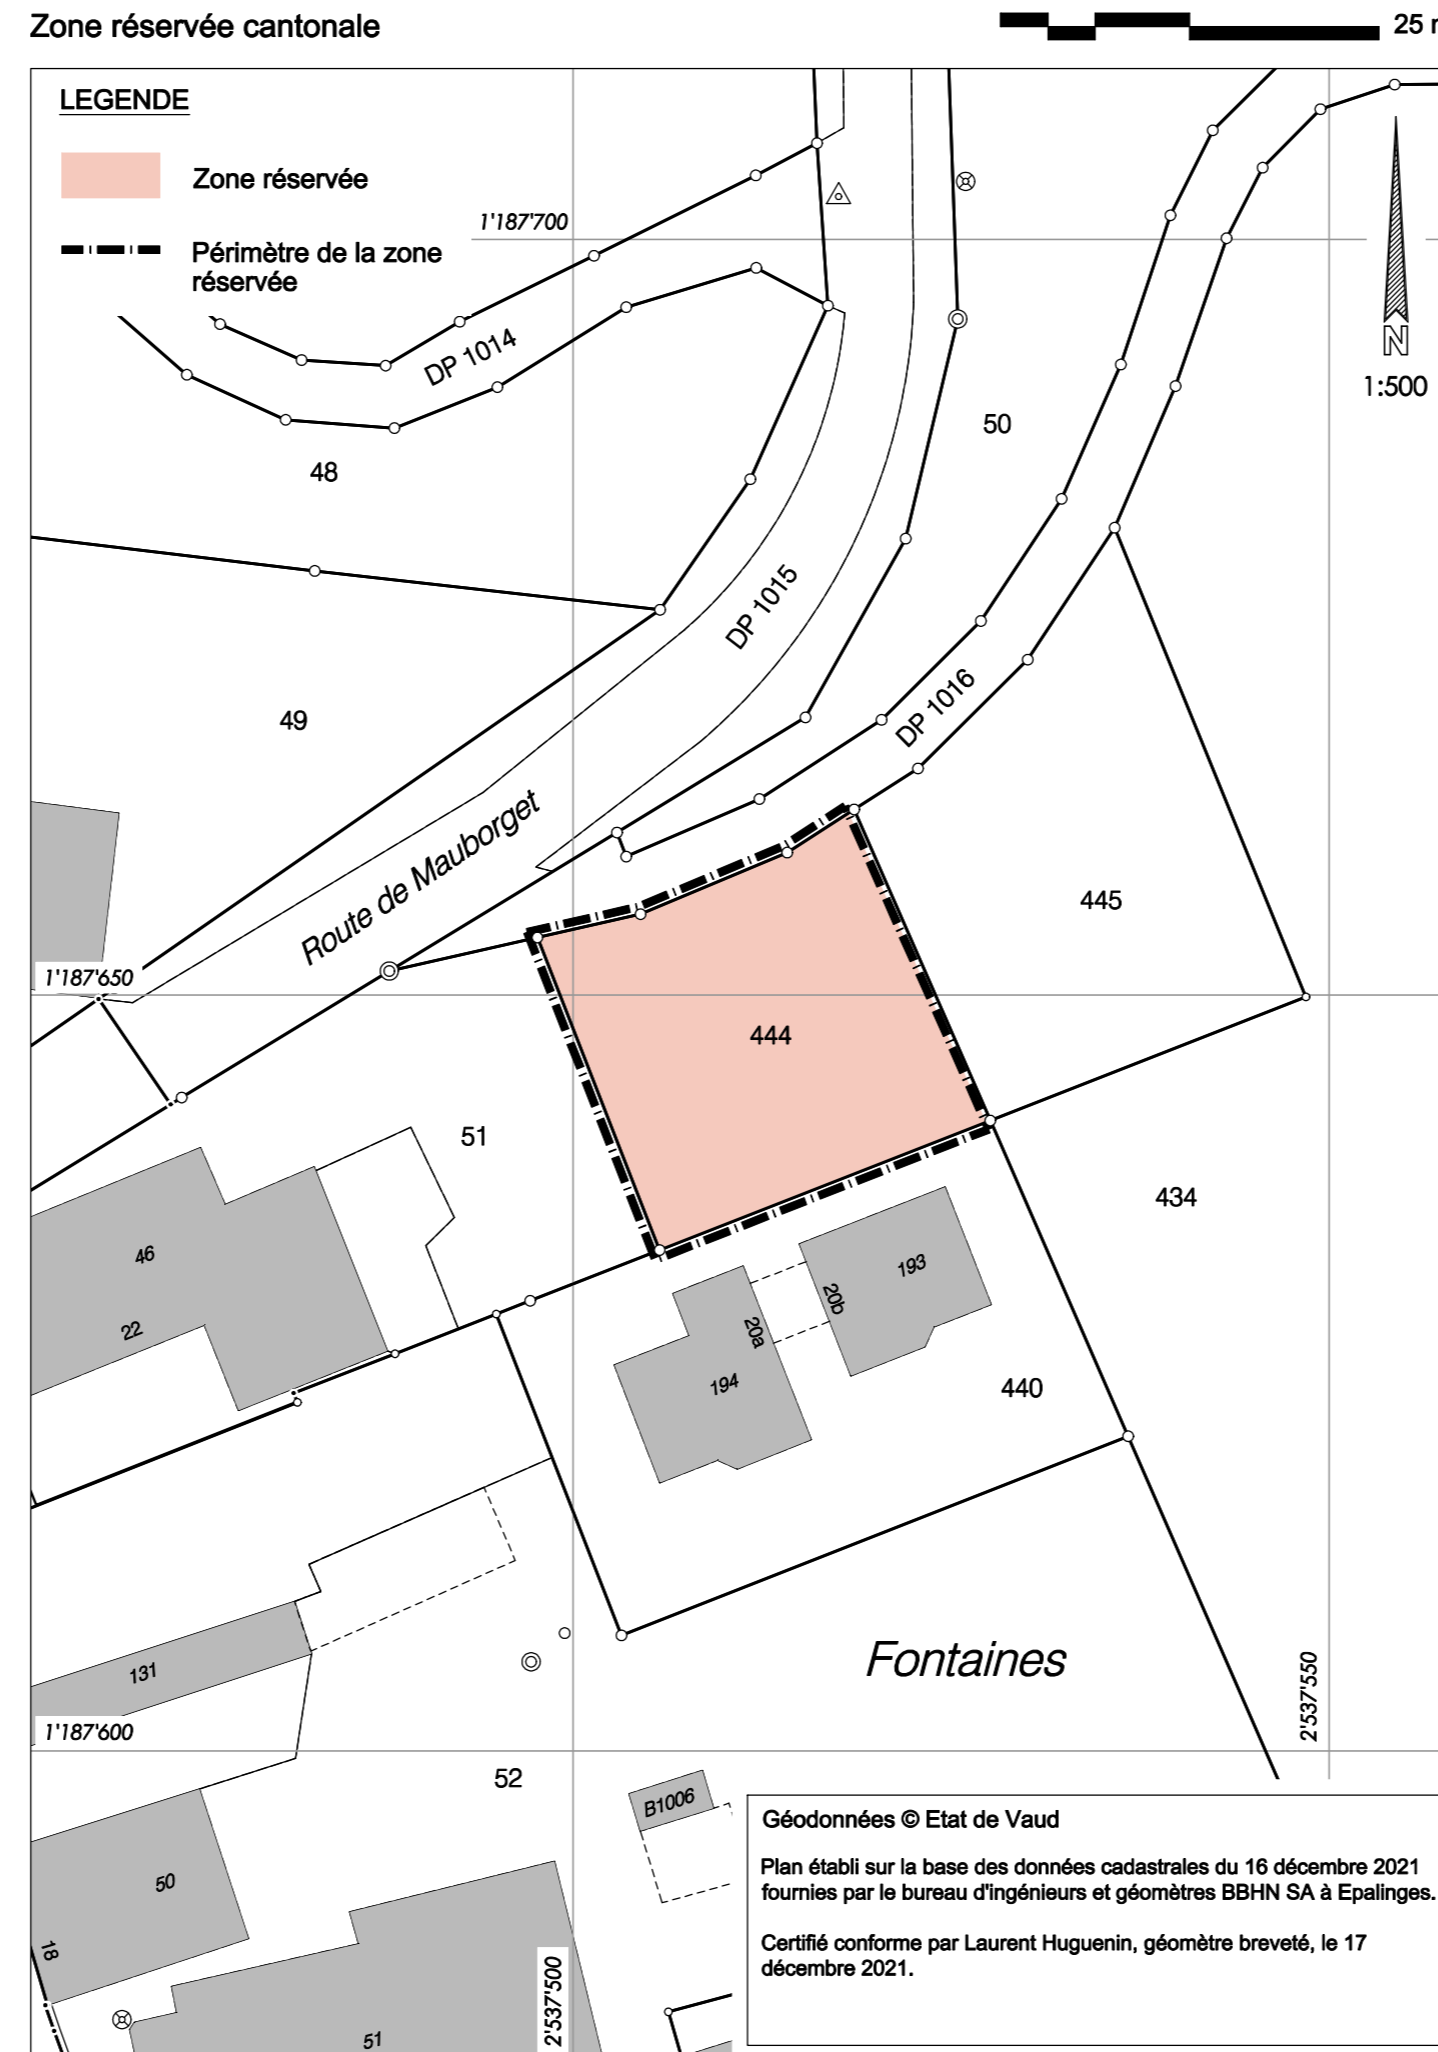 Zone réservée cantonale
25 m
LEGENDE
Zone réservée
1'187'700
Périmètre de la zone
réservée
N
1:500
DP 1014
50
48
DP 1015
49
DP 1016
Route de Mauborget
445
1'187'650
444
51
434
46
22
193
20b
20a
194
440
Fontaines
131
2'537'550
1'187'600
52
B1006
50
18
51
2'537'500
Géodonnées © Etat de Vaud
Plan établi sur la base des données cadastrales du 16 décembre 2021
fournies par le bureau d'ingénieurs et géomètres BBHN SA à Epalinges.
Certifié conforme par Laurent Huguenin, géomètre breveté, le 17
décembre 2021.